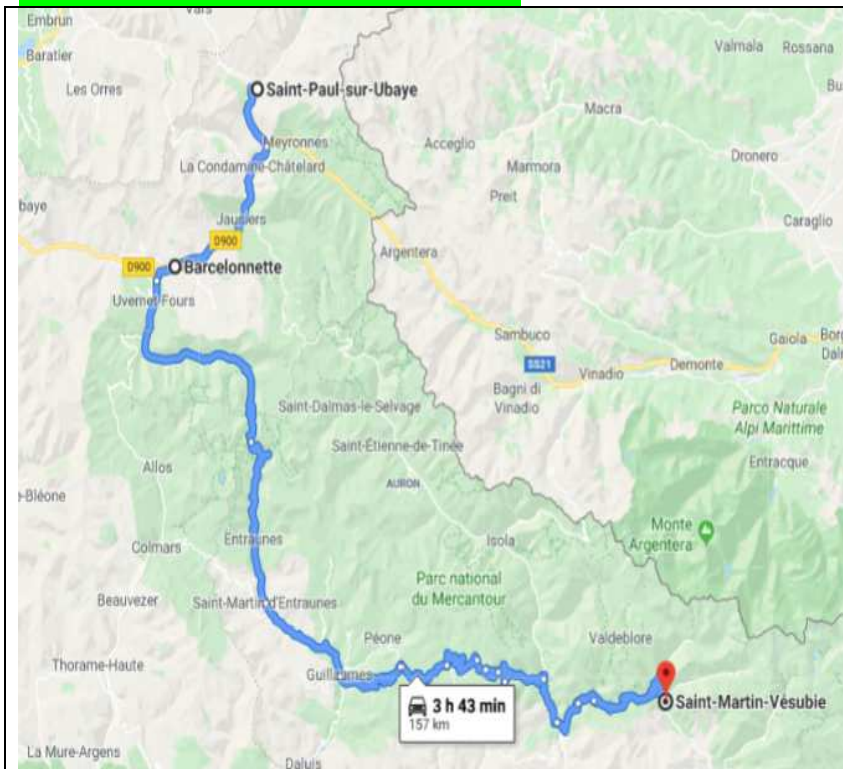 Vars
Embrun
Baratier
Valmala
Rossana
Bu
Les Orres
Saint-Paul-sur-Ubaye
Macra
Meyronnes
Acceglio
La Condamine-Châtelard
Marmora
Dronero
Preit
baye
Jausiers
Caraglio
D900
Argentera
D900
Barcelonnette
Uvernet-Fours
Sambuco
Gaiola
Borg
Dalm
SS21
Vinadio
Demonte
Bagni di
Vinadio
Saint-Dalmas-le-Selvage
Parco Naturale
Alpi Marittime
Saint-Étienne-de-Tinée
Allos
Entracque
e-Bléone
AURON
Monte
Argentera
Entraunes
Isola
Colmars
Parc national
du Mercantour
Beauvezer
Saint-Martin-d'Entraunes
Péone
Valdeblore
Thorame-Haute
Guillaumes
3 h 43 min
157 km
Saint-Martin-Vésubie
La Mure-Argens
Daluis